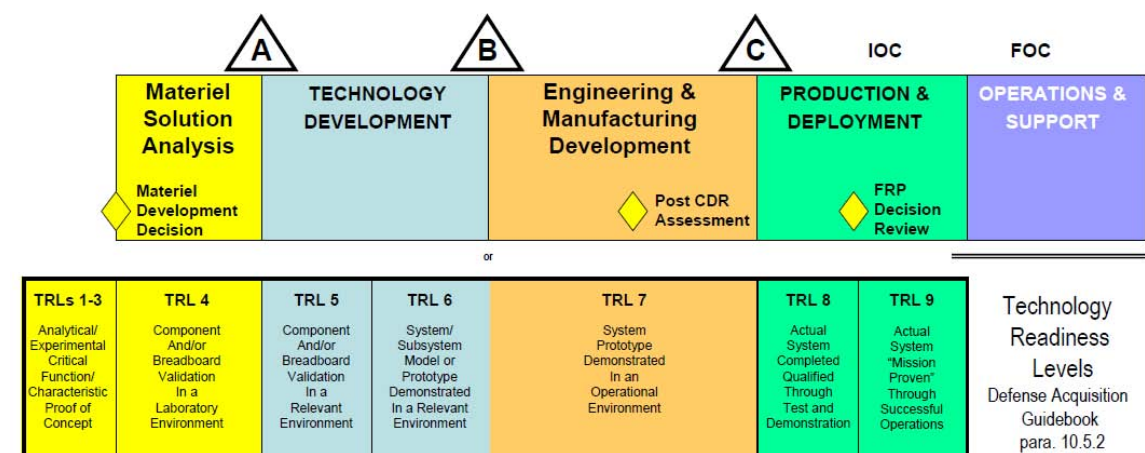 A
B
C
IOC
FOC
Materiel
Solution
Analysis
Materiel
Development
Decision
TECHNOLOGY
DEVELOPMENT
Engineering &
Manufacturing
Development
Post CDR
Assessment
PRODUCTION &
DEPLOYMENT
FRP
Decision
Review
OPERATIONS &
SUPPORT
or
TRLs 1-3
Analytical/
Experimental
Critical
Function/
Characteristic
Proof of
Concept
TRL 4
Component
And/or
Breadboard
Validation
In a
Laboratory
Environment
TRL 5
Component
And/or
Breadboard
Validation
In a
Relevant
Environment
TRL 6
System/
Subsystem
Model or
Prototype
Demonstrated
In a Relevant
Environment
TRL 7
System
Prototype
Demonstrated
In an
Operational
Environment
TRL 8
Actual
System
Completed
Qualified
Through
Test and
Demonstration
TRL 9
Actual
System
“Mission
Proven”
Through
Successful
Operations
Technology
Readiness
Levels
Defense Acquisition
Guidebook
para. 10.5.2